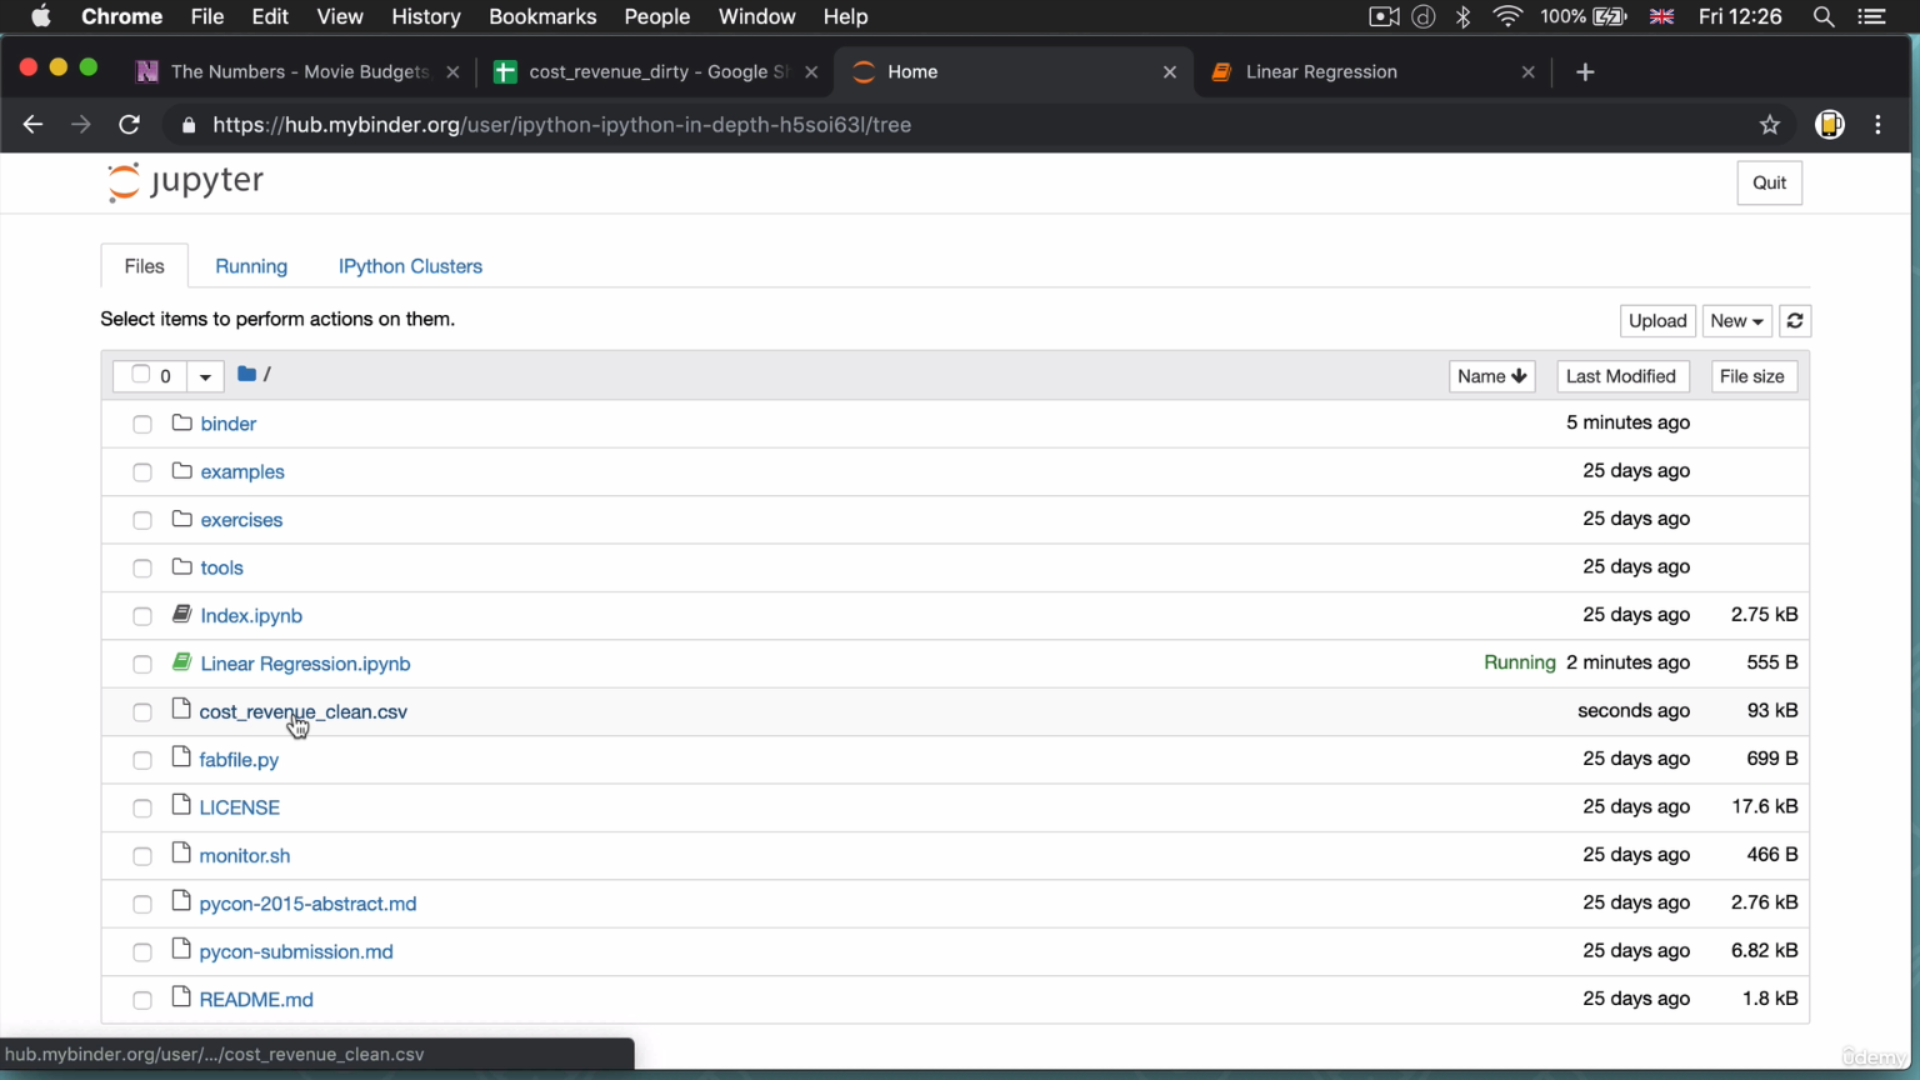 Chrome File Edit View History Bookmarks People Window Help 100% Fri 12:26
The Numbers - Movie Budgets cost_revenue_dirty - Google Sh Home Linear Regression
https://hub.mybinder.org/user/ipython-ipython-in-depth-h5soi63l/tree
jupyter Quit
Files Running IPython Clusters
Select items to perform actions on them. Upload New
0 / Name Last Modified File size
binder 5 minutes ago
examples 25 days ago
exercises 25 days ago
tools 25 days ago
Index.ipynb 25 days ago 2.75 kB
Linear Regression.ipynb Running 2 minutes ago 555 B
cost_revenue_clean.csv seconds ago 93 kB
fabfile.py 25 days ago 699 B
LICENSE 25 days ago 17.6 kB
monitor.sh 25 days ago 466 B
pycon-2015-abstract.md 25 days ago 2.76 kB
pycon-submission.md 25 days ago 6.82 kB
README.md 25 days ago 1.8 kB
hub.mybinder.org/user/.../cost_revenue_clean.csv
udemy